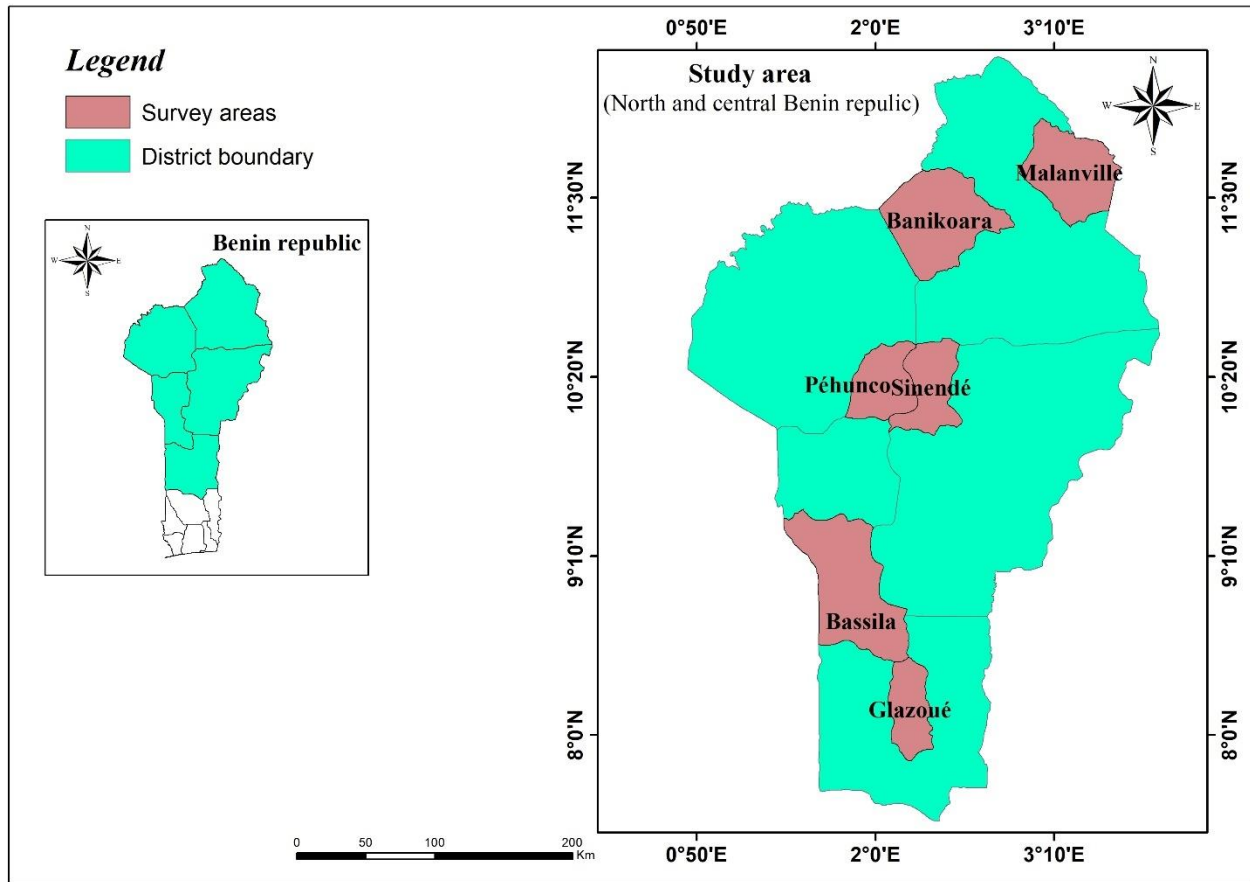 Legend
Survey areas
District boundary
Benin republic
N
W
E
S
0°50'E 2°0'E 3°10'E
Study area
(North and central Benin repulic)
N
W
E
S
11°30'N 11°30'N
10°20'N 10°20'N
9°10'N 9°10'N
8°0'N 8°0'N
Malanville
Banikoara
Péhunco Sinendé
Bassila
Glazoué
0 50 100 200
Km
0°50'E 2°0'E 3°10'E